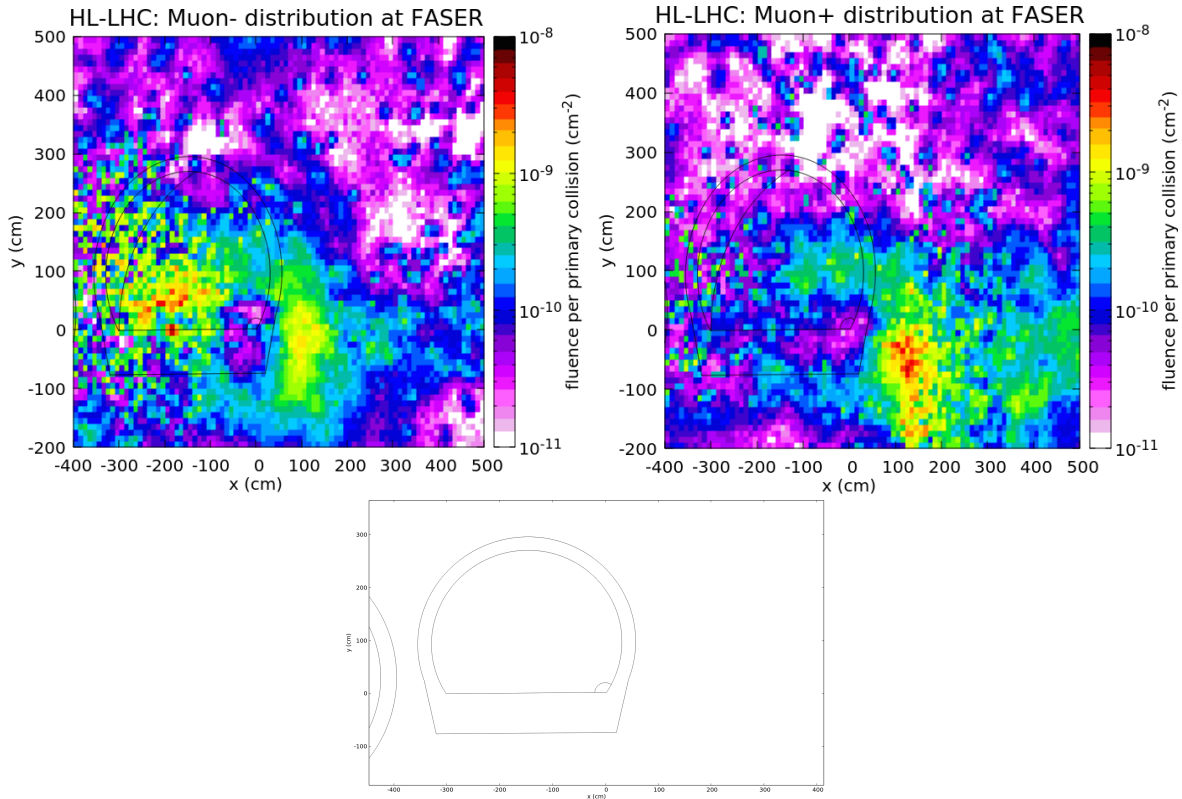 HL-LHC: Muon- distribution at FASER
500
400
300
200
100
0
-100
-200
y (cm)
-400 -300 -200 -100 0 100 200 300 400 500
x (cm)
10-8
10-9
10-10
10-11
fluence per primary collision (cm-2)
HL-LHC: Muon+ distribution at FASER
500
400
300
200
100
0
-100
-200
y (cm)
-400 -300 -200 -100 0 100 200 300 400 500
x (cm)
10-8
10-9
10-10
10-11
fluence per primary collision (cm-2)
300
200
100
0
-100
y (cm)
-400 -300 -200 -100 0 100 200 300 400
x (cm)